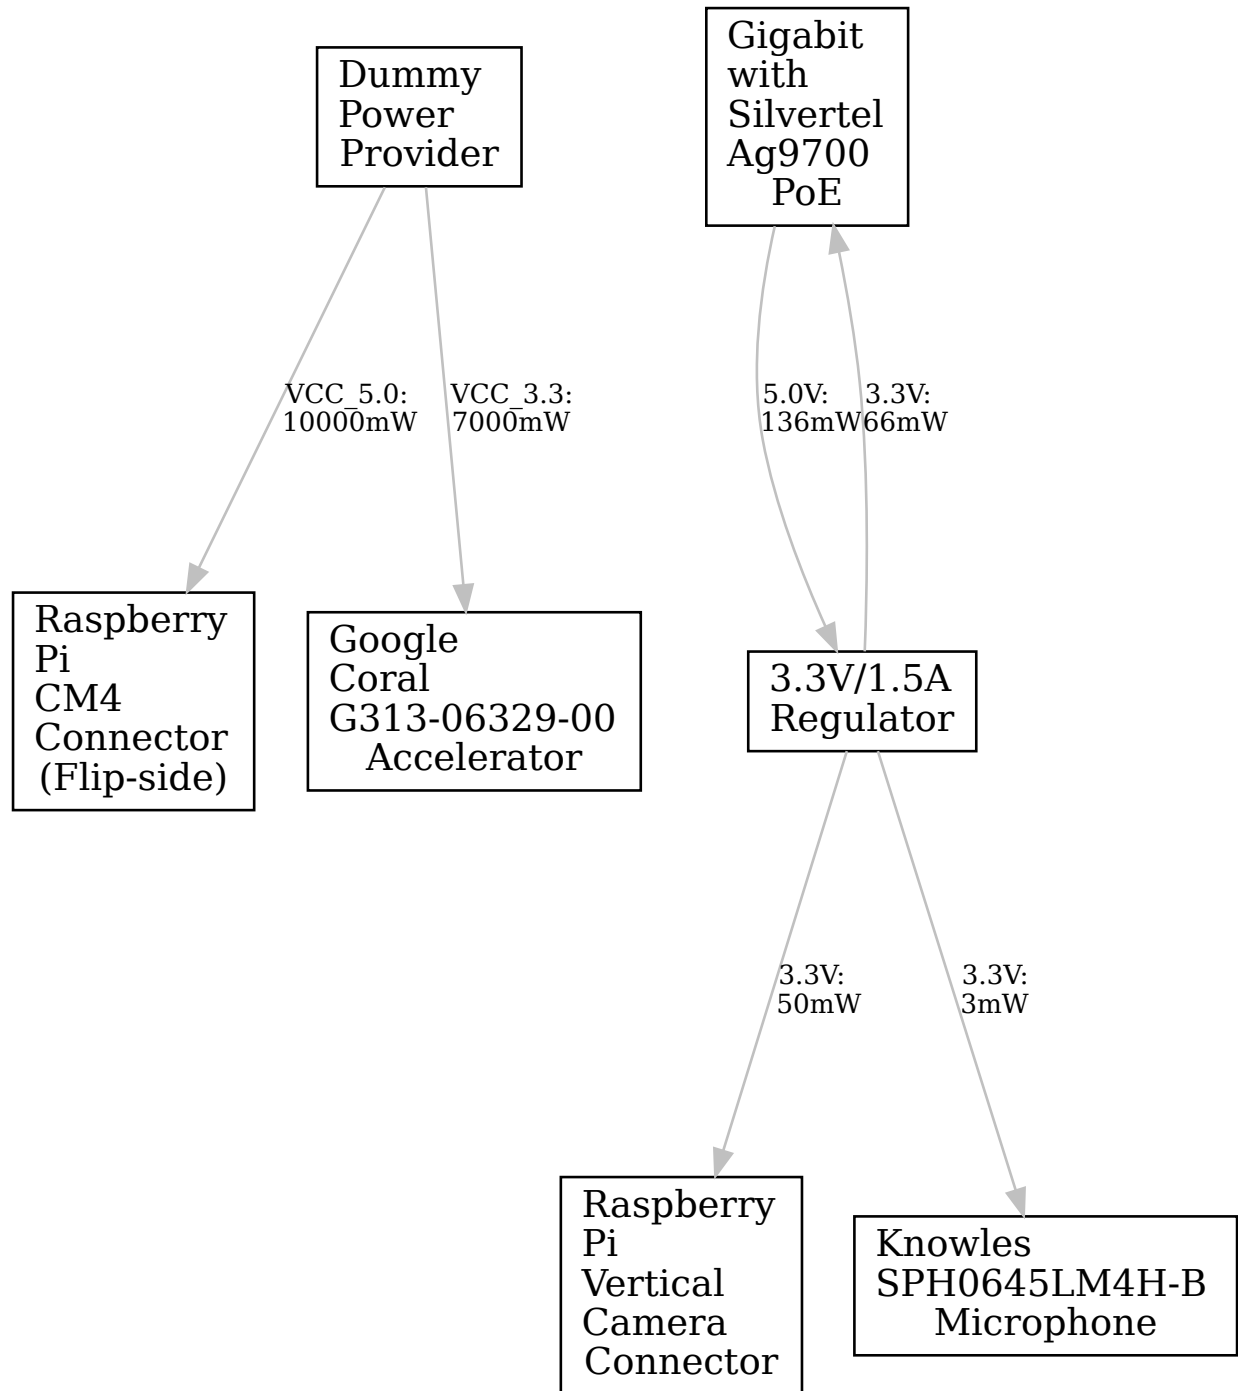 Dummy
Power
Provider
Gigabit
with
Silvertel
Ag9700
PoE
VCC_5.0:
10000mW
VCC_3.3:
7000mW
5.0V:
136mW
3.3V:
66mW
Raspberry
Pi
CM4
Connector
(Flip-side)
Google
Coral
G313-06329-00
Accelerator
3.3V/1.5A
Regulator
3.3V:
50mW
3.3V:
3mW
Raspberry
Pi
Vertical
Camera
Connector
Knowles
SPH0645LM4H-B
Microphone